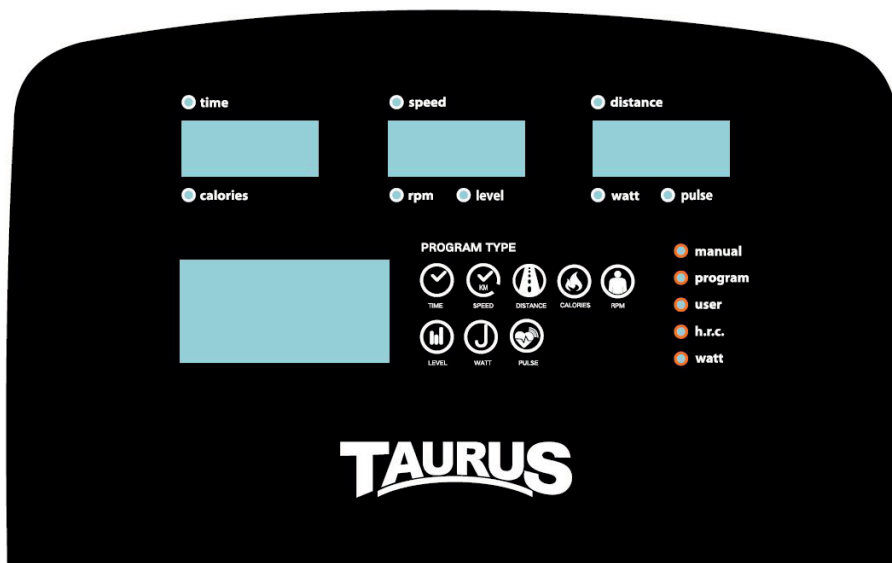 time speed distance
calories rpm level watt pulse
PROGRAM TYPE
KM
TIME SPEED DISTANCE CALORIES RPM
LEVEL WATT PULSE
manual
program
user
h.r.c.
watt
TAURUS